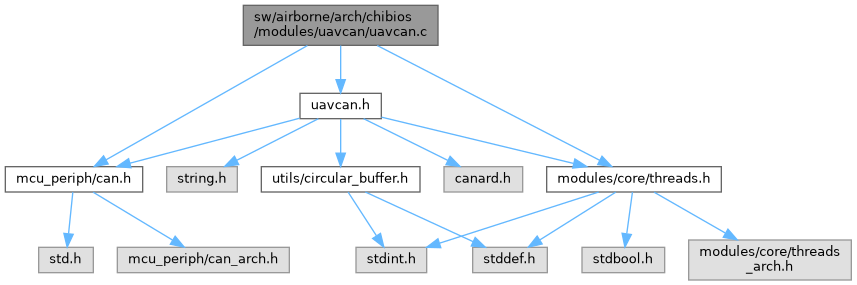 sw/airborne/arch/chibios
/modules/uavcan/uavcan.c
uavcan.h
mcu_periph/can.h
string.h
utils/circular_buffer.h
canard.h
modules/core/threads.h
std.h
mcu_periph/can_arch.h
stdint.h
stddef.h
stdbool.h
modules/core/threads
_arch.h